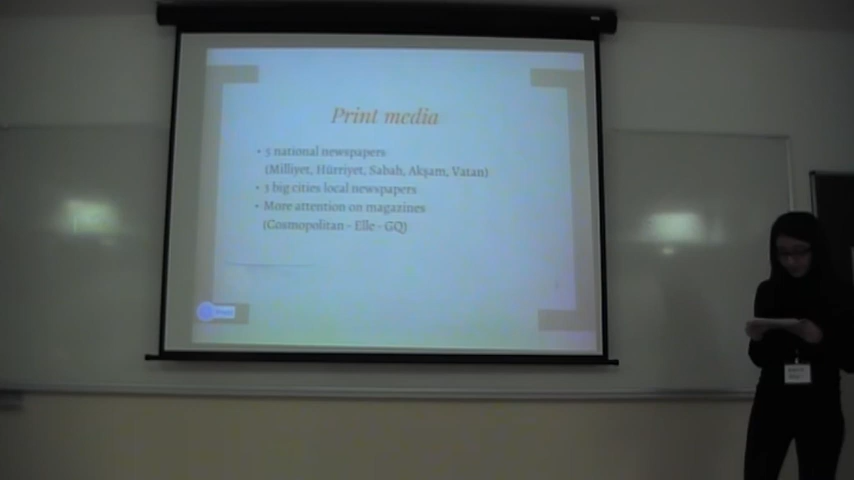 Print media
• 5 national newspapers
(Milliyet, Hürriyet, Sabah, Akşam, Vatan)
• 3 big cities local newspapers
• More attention on magazines
(Cosmopolitan - Elle - GQ)